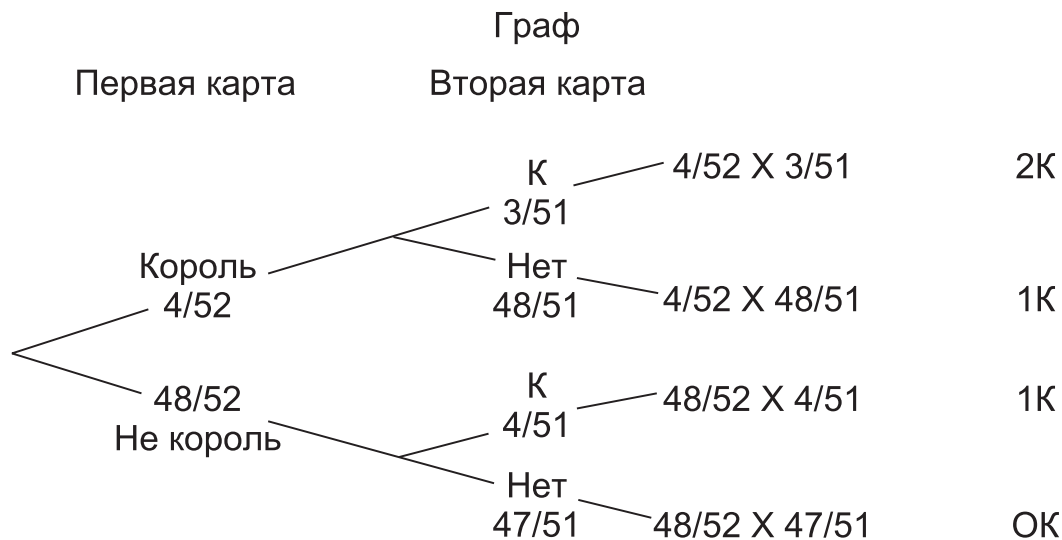 Граф
Первая карта Вторая карта
К 4/52 X 3/51 2К
3/51
Король Нет
4/52 48/51 4/52 X 48/51 1К
48/52 К 48/52 X 4/51 1К
Не король 4/51
Нет
47/51 48/52 X 47/51 ОК